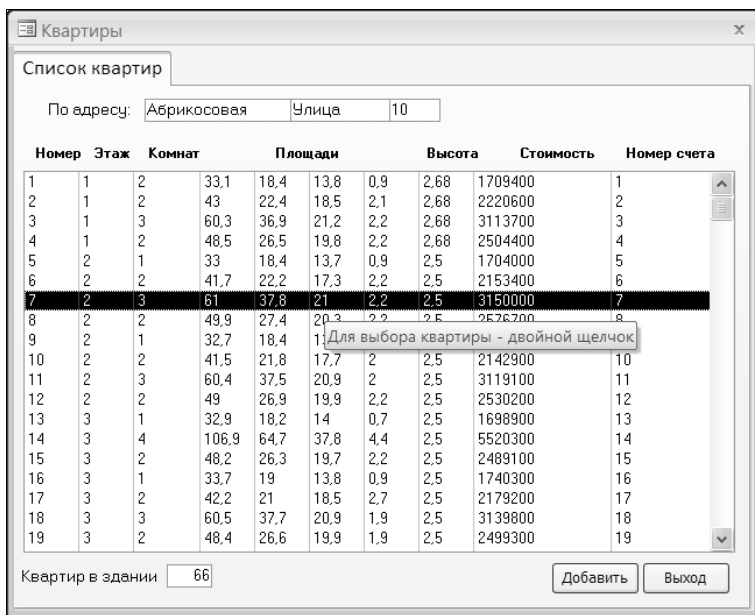 Квартиры x
Список квартир
По адресу: Абрикосовая Улица 10
Номер Этаж Комнат Площади Высота Стоимость Номер счета
1 1 2 33,1 18,4 13,8 0,9 2,68 1709400 1
2 1 2 43 22,4 18,5 2,1 2,68 2220600 2
3 1 3 60,3 36,9 21,2 2,2 2,68 3113700 3
4 1 2 48,5 26,5 19,8 2,2 2,68 2504400 4
5 2 1 33 18,4 13,7 0,9 2,5 1704000 5
6 2 2 41,7 22,2 17,3 2,2 2,5 2153400 6
7 2 3 61 37,8 21 2,2 2,5 3150000 7
8 2 2 49,9 27,4 20,3 2,2 2,5 2576700 8
Для выбора квартиры - двойной щелчок
9 2 1 32,7 18,4
10 2 2 41,5 21,8 17,7 2 2,5 2142900 10
11 2 3 60,4 37,5 20,9 2 2,5 3119100 11
12 2 2 49 26,9 19,9 2,2 2,5 2530200 12
13 3 1 32,9 18,2 14 0,7 2,5 1698900 13
14 3 4 106,9 64,7 37,8 4,4 2,5 5520300 14
15 3 2 48,2 26,3 19,7 2,2 2,5 2489100 15
16 3 1 33,7 19 13,8 0,9 2,5 1740300 16
17 3 2 42,2 21 18,5 2,7 2,5 2179200 17
18 3 3 60,5 37,7 20,9 1,9 2,5 3139800 18
19 3 2 48,4 26,6 19,9 1,9 2,5 2499300 19
Квартир в здании 66 Добавить Выход